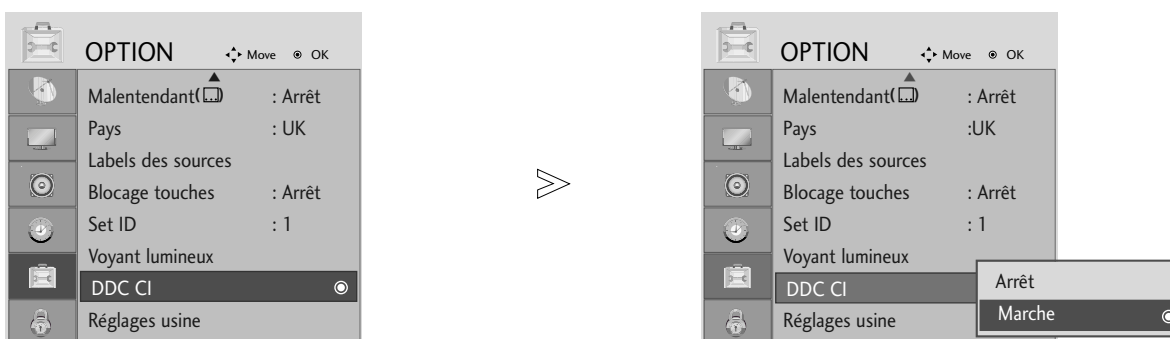 OPTION Move OK
Malentendant( ) : Arrêt
Pays : UK
Labels des sources
Blocage touches : Arrêt
Set ID : 1
Voyant lumineux
DDC CI
Réglages usine
OPTION Move OK
Malentendant( ) : Arrêt
Pays :UK
Labels des sources
Blocage touches : Arrêt
Set ID : 1
Voyant lumineux
DDC CI
Réglages usine
Arrêt
Marche